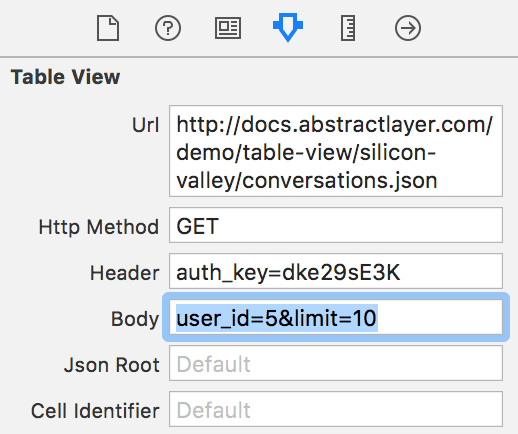 Table View
Url
http://docs.abstractlayer.com/
demo/table-view/silicon-
valley/conversations.json
Http Method GET
Header auth_key=dke29sE3K
Body user_id=5&limit=10
Json Root Default
Cell Identifier Default